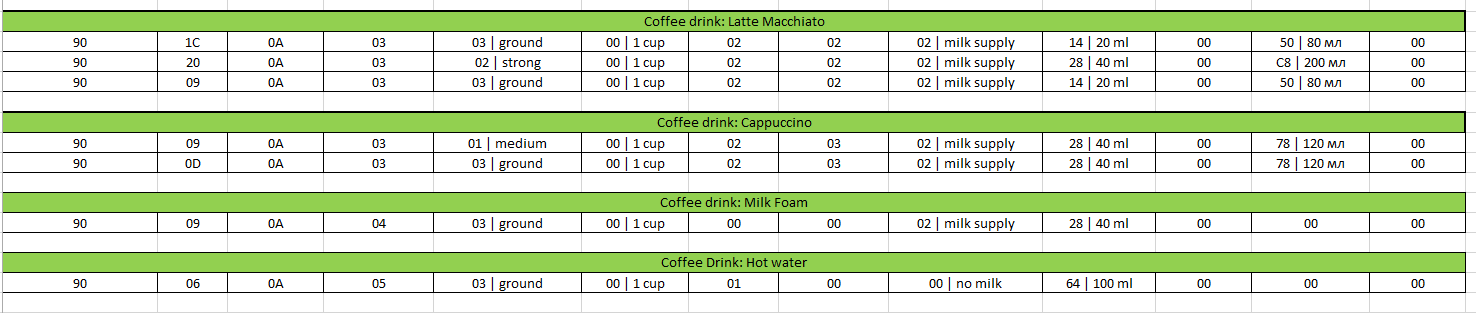 Coffee drink: Latte Macchiato
90 1C 0A 03 03 | ground 00 | 1 cup 02 02 02 | milk supply 14 | 20 ml 00 50 | 80 мл 00
90 20 0A 03 02 | strong 00 | 1 cup 02 02 02 | milk supply 28 | 40 ml 00 C8 | 200 мл 00
90 09 0A 03 03 | ground 00 | 1 cup 02 02 02 | milk supply 14 | 20 ml 00 50 | 80 мл 00
Coffee drink: Cappuccino
90 09 0A 03 01 | medium 00 | 1 cup 02 03 02 | milk supply 28 | 40 ml 00 78 | 120 мл 00
90 0D 0A 03 03 | ground 00 | 1 cup 02 03 02 | milk supply 28 | 40 ml 00 78 | 120 мл 00
Coffee drink: Milk Foam
90 09 0A 04 03 | ground 00 | 1 cup 00 00 02 | milk supply 28 | 40 ml 00 00 00
Coffee Drink: Hot water
90 06 0A 05 03 | ground 00 | 1 cup 01 00 00 | no milk 64 | 100 ml 00 00 00